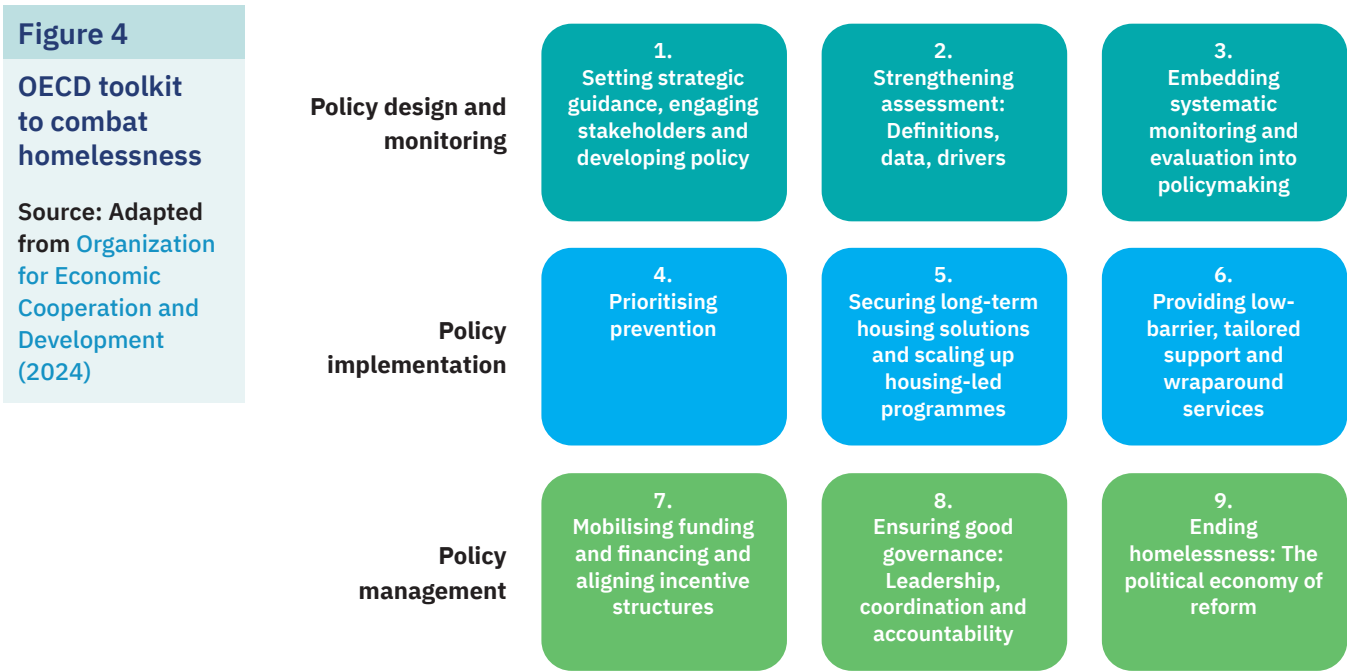 Figure 4
OECD toolkit
to combat
homelessness
Source: Adapted
from Organization
for Economic
Cooperation and
Development
(2024)
Policy design and
monitoring
1.
Setting strategic
guidance, engaging
stakeholders and
developing policy
2.
Strengthening
assessment:
Definitions,
data, drivers
3.
Embedding
systematic
monitoring and
evaluation into
policymaking
Policy
implementation
4.
Prioritising
prevention
5.
Securing long-term
housing solutions
and scaling up
housing-led
programmes
6.
Providing low-
barrier, tailored
support and
wraparound
services
Policy
management
7.
Mobilising funding
and financing and
aligning incentive
structures
8.
Ensuring good
governance:
Leadership,
coordination and
accountability
9.
Ending
homelessness: The
political economy of
reform